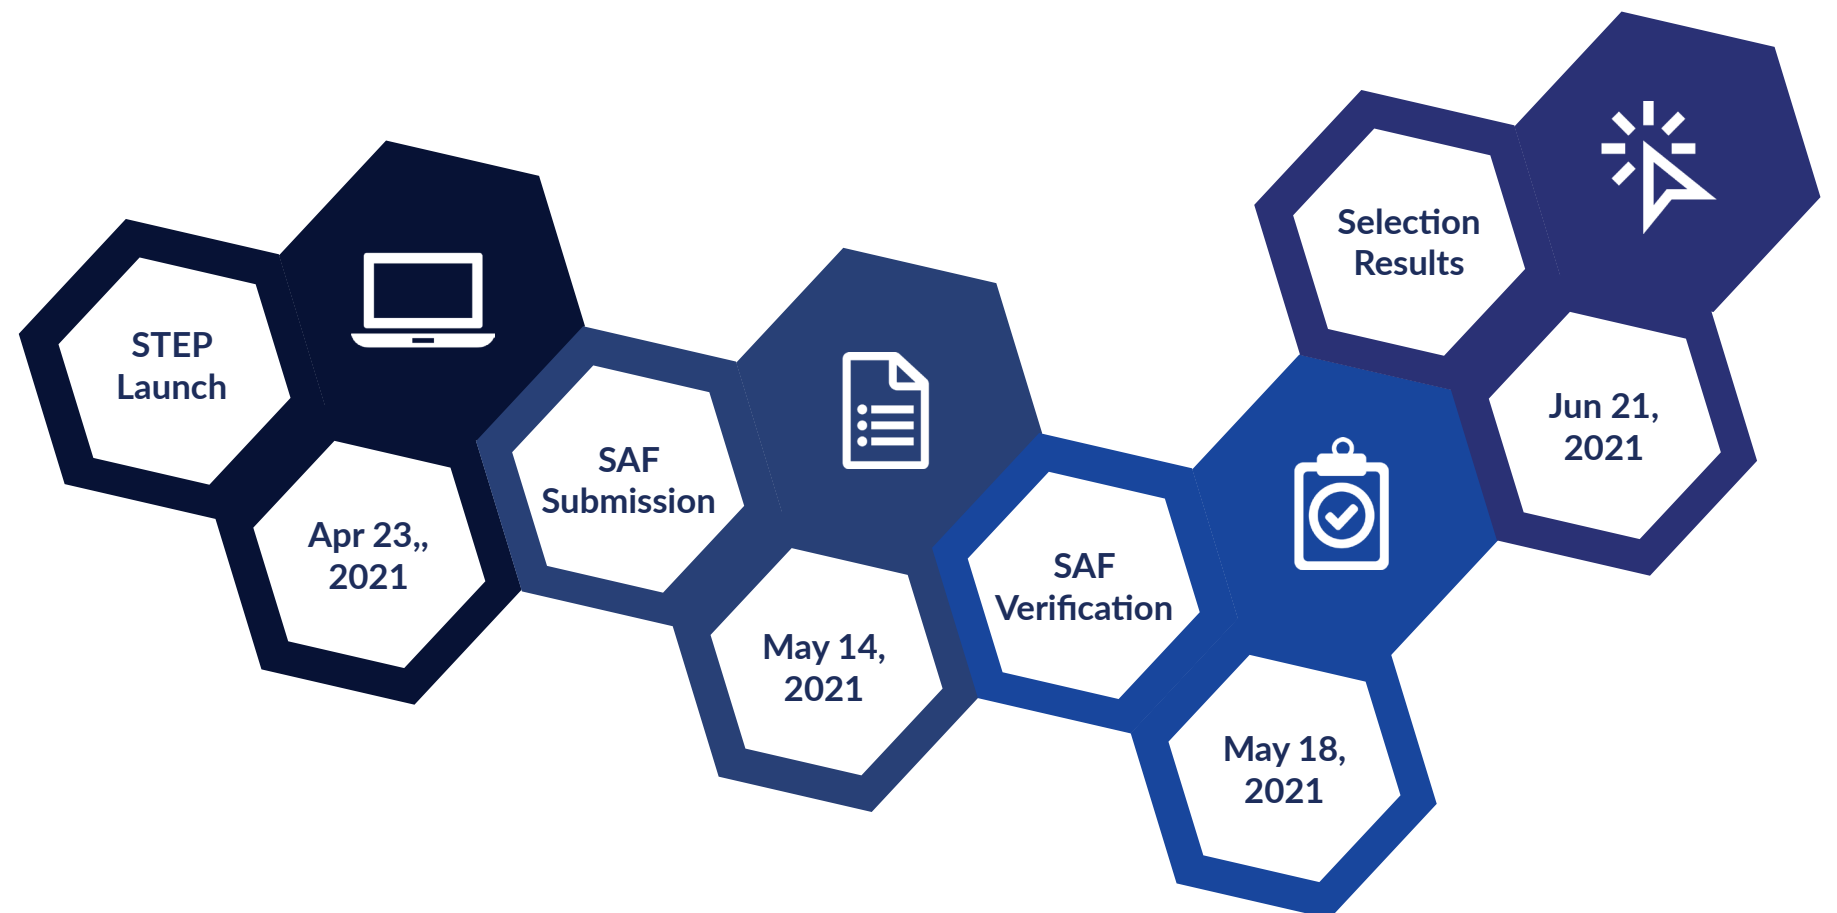 STEP
Launch
Apr 23,,
2021
SAF
Submission
May 14,
2021
SAF
Verification
May 18,
2021
Selection
Results
Jun 21,
2021